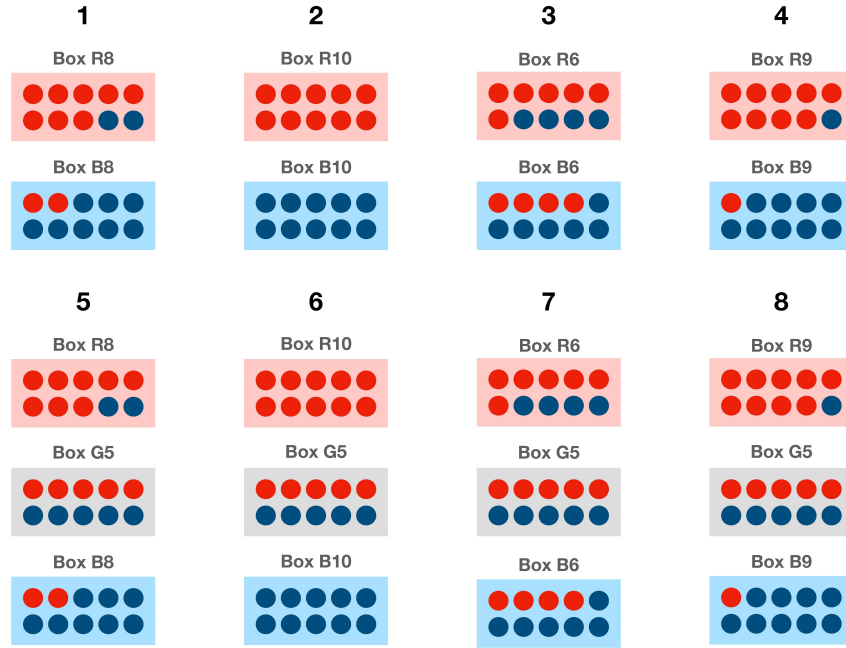 1
2
3
4
Box R8
Box R10
Box R6
Box R9
Box B8
Box B10
Box B6
Box B9
5
6
7
8
Box R8
Box R10
Box R6
Box R9
Box G5
Box G5
Box G5
Box G5
Box B8
Box B10
Box B6
Box B9